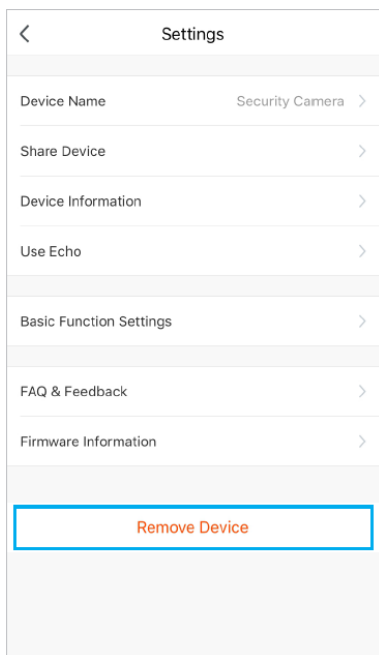 Settings
Device Name Security Camera
Share Device
Device Information
Use Echo
Basic Function Settings
FAQ & Feedback
Firmware Information
Remove Device